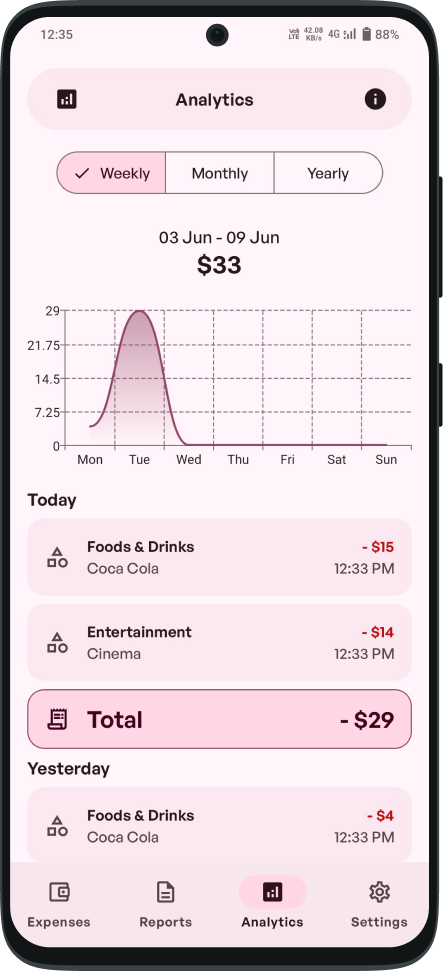 12:35
VoLTE 42.08 KB/s 4G 88%
Analytics
Weekly Monthly Yearly
03 Jun - 09 Jun
$33
29
21.75
14.5
7.25
0
Mon Tue Wed Thu Fri Sat Sun
Today
Foods & Drinks - $15
Coca Cola 12:33 PM
Entertainment - $14
Cinema 12:33 PM
Total - $29
Yesterday
Foods & Drinks - $4
Coca Cola 12:33 PM
Expenses Reports Analytics Settings